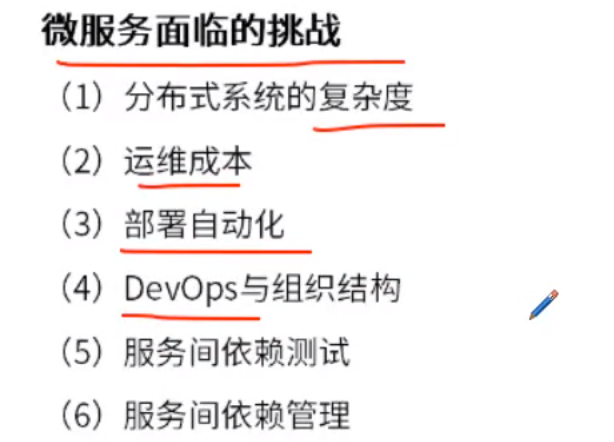 微服务面临的挑战
（1）分布式系统的复杂度
（2）运维成本
（3）部署自动化
（4）DevOps与组织结构
（5）服务间依赖测试
（6）服务间依赖管理